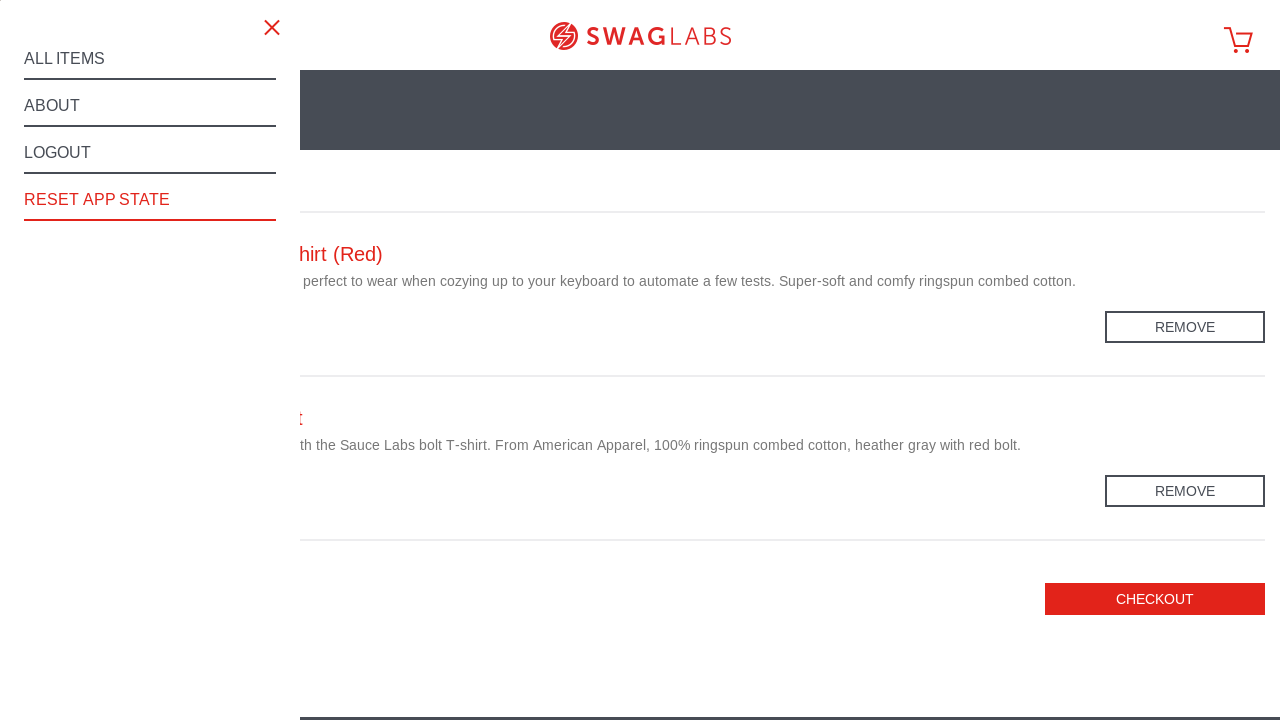 SWAGLABS
ALL ITEMS
ABOUT
LOGOUT
RESET APP STATE
hirt (Red)
perfect to wear when cozying up to your keyboard to automate a few tests. Super-soft and comfy ringspun combed cotton.
REMOVE
t
th the Sauce Labs bolt T-shirt. From American Apparel, 100% ringspun combed cotton, heather gray with red bolt.
REMOVE
CHECKOUT